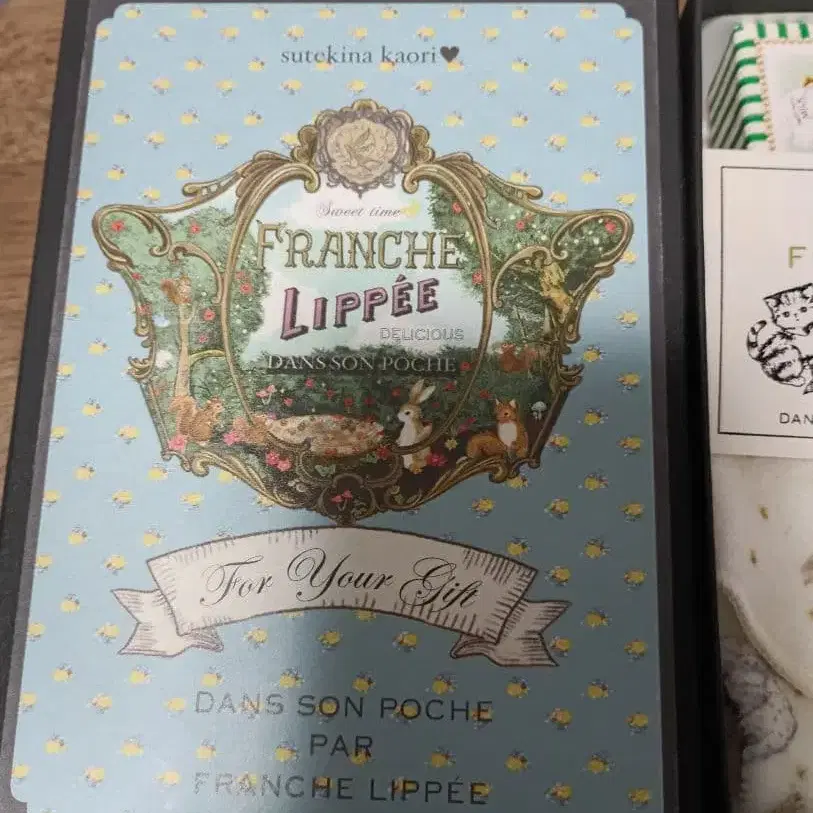 sutekina kaori♥
Sweet time
FRANCHE
LIPPÉE
DELICIOUS
DANS SON POCHE
For Your Gift
DANS SON POCHE
PAR
FRANCHE LIPPÉE
F
DAN